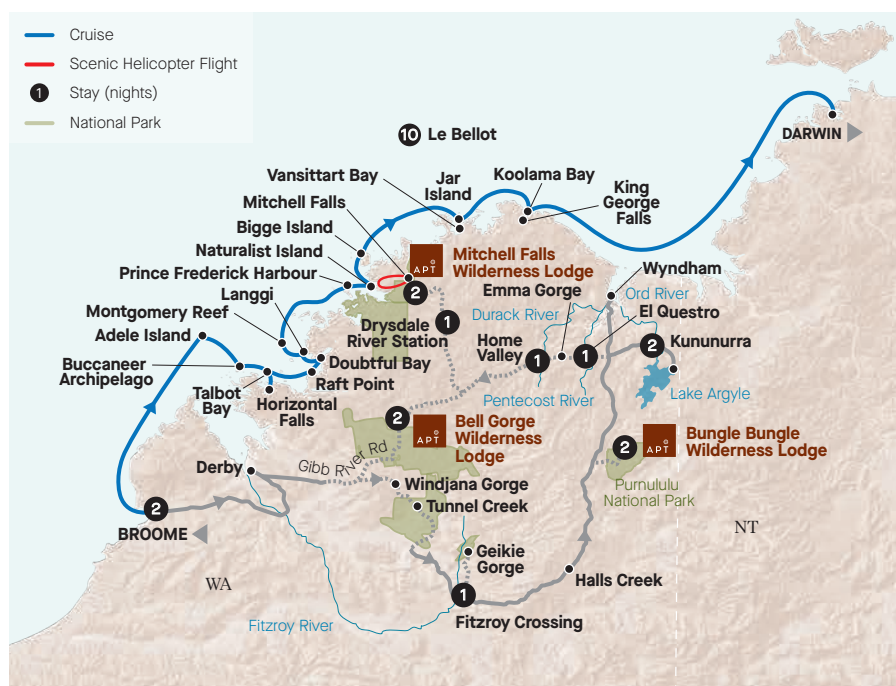 Cruise
Scenic Helicopter Flight
1
Stay (nights)
National Park
10
Le Bellot
DARWIN
Vansittart Bay
Jar
Island
Koolama Bay
King
George
Falls
Mitchell Falls
Bigge Island
Naturalist Island
Prince Frederick Harbour
Langgi
Montgomery Reef
Adele Island
Buccaneer
Archipelago
Talbot
Bay
Horizontal
Falls
Raft Point
Doubtful Bay
APT
Mitchell Falls
Wilderness Lodge
2
1
Drysdale
River Station
Emma Gorge
Durack River
Home
Valley
1
1
Wyndham
Ord River
El Questro
2
Kununurra
Lake Argyle
Pentecost River
2
APT
Bell Gorge
Wilderness
Lodge
2
APT
Bungle Bungle
Wilderness Lodge
Purnululu
National Park
Derby
Gibb River Rd
Windjana Gorge
Tunnel Creek
2
BROOME
Geikie
Gorge
NT
WA
Halls Creek
1
Fitzroy Crossing
Fitzroy River